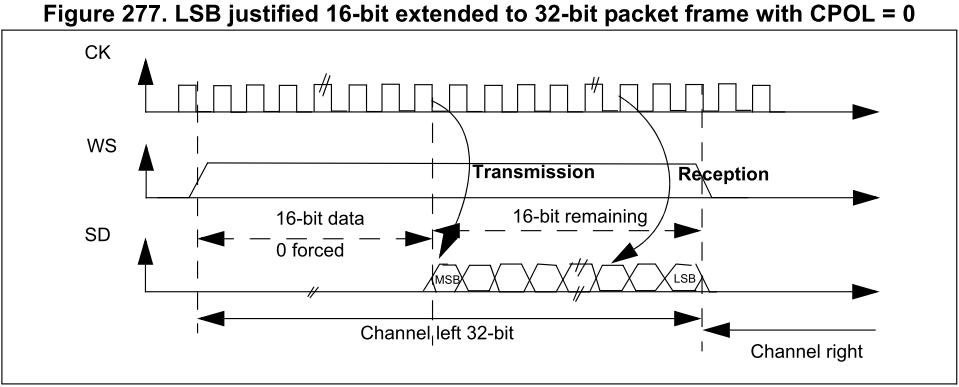 Figure 277. LSB justified 16-bit extended to 32-bit packet frame with CPOL = 0
CK
WS
Transmission
Reception
16-bit data
16-bit remaining
0 forced
SD
MSB
LSB
Channel left 32-bit
Channel right